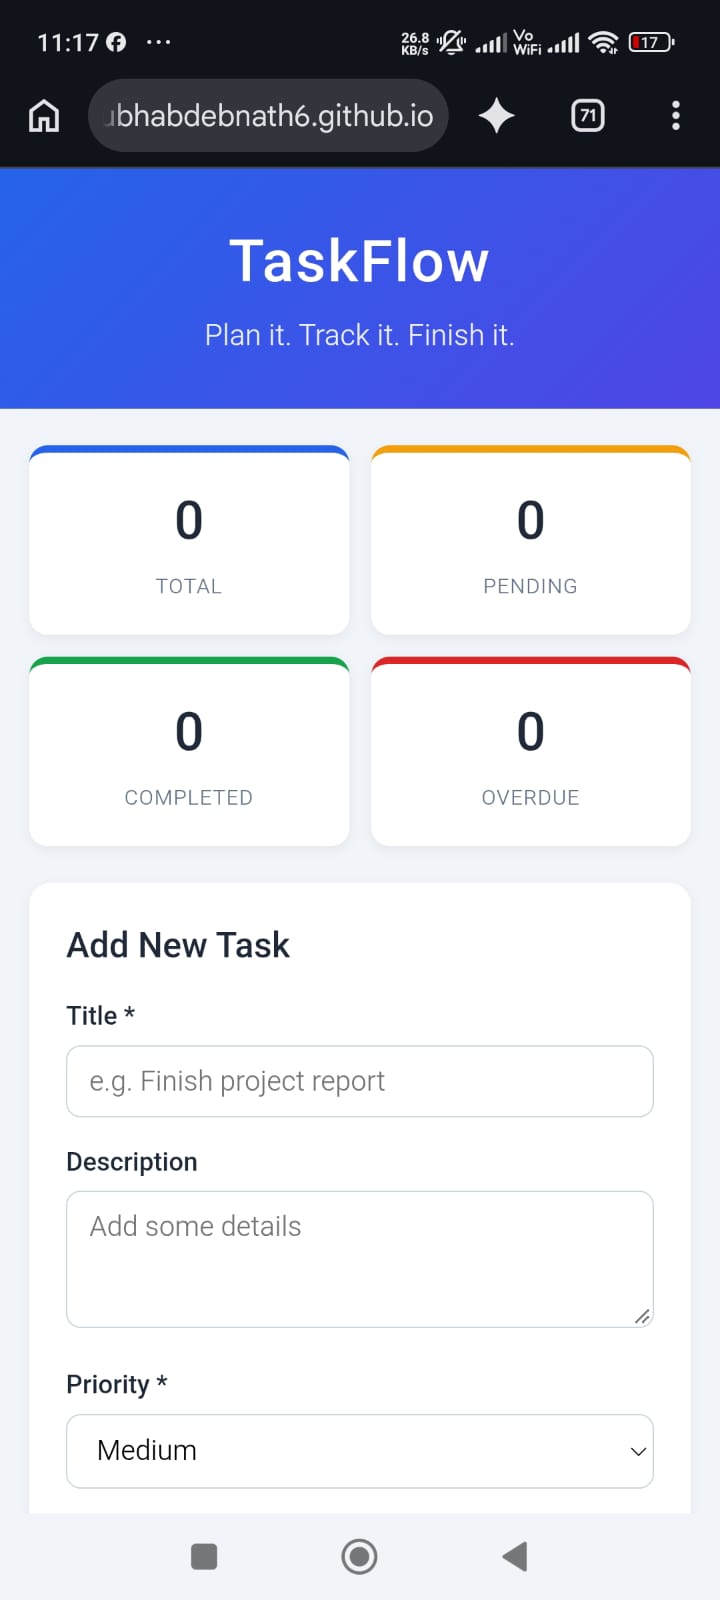 11:17
26.8
KB/s
Vo
WiFi
17
bhabdebnath6.github.io
71
TaskFlow
Plan it. Track it. Finish it.
0
TOTAL
0
PENDING
0
COMPLETED
0
OVERDUE
Add New Task
Title *
e.g. Finish project report
Description
Add some details
Priority *
Medium